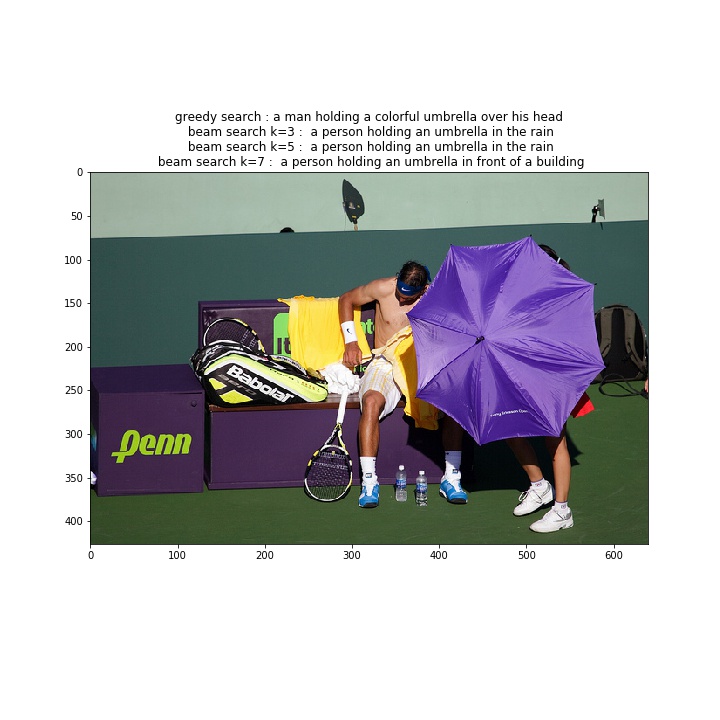 greedy search : a man holding a colorful umbrella over his head
beam search k=3 :  a person holding an umbrella in the rain
beam search k=5 :  a person holding an umbrella in the rain
beam search k=7 :  a person holding an umbrella in front of a building
0
50
100
150
200
250
300
350
400
Babolat
penn
0
100
200
300
400
500
600